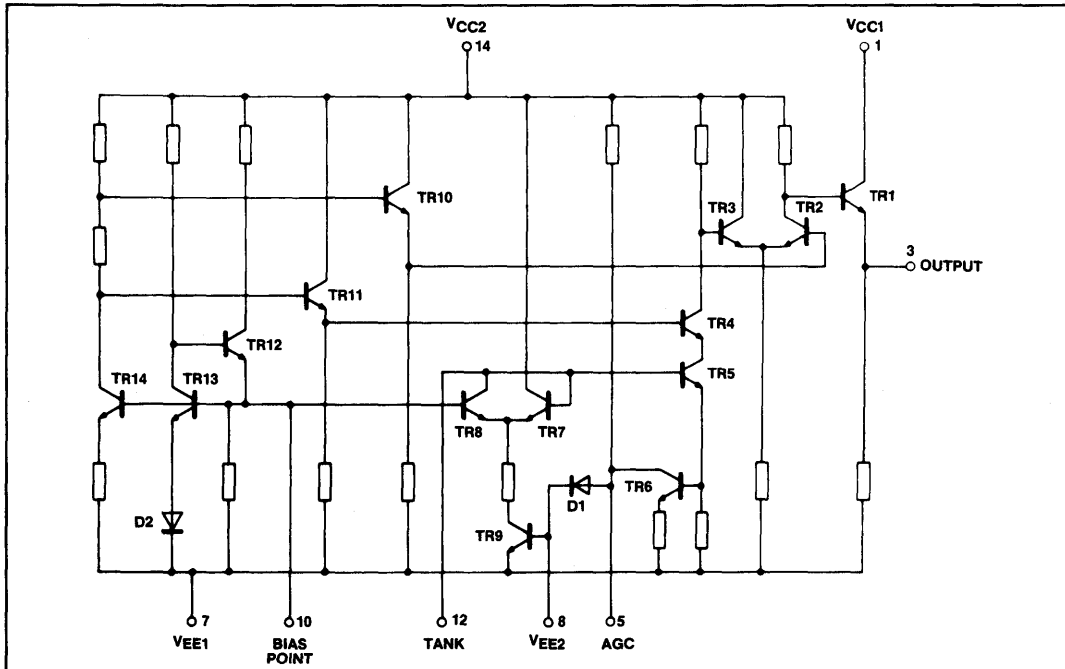 VCC2
14
VCC1
1
TR10
TR3
TR2
TR1
3
OUTPUT
TR11
TR4
TR12
TR14
TR13
TR5
TR8
TR7
TR6
D1
D2
TR9
7
10
12
8
5
VEE1
BIAS
POINT
TANK
VEE2
AGC